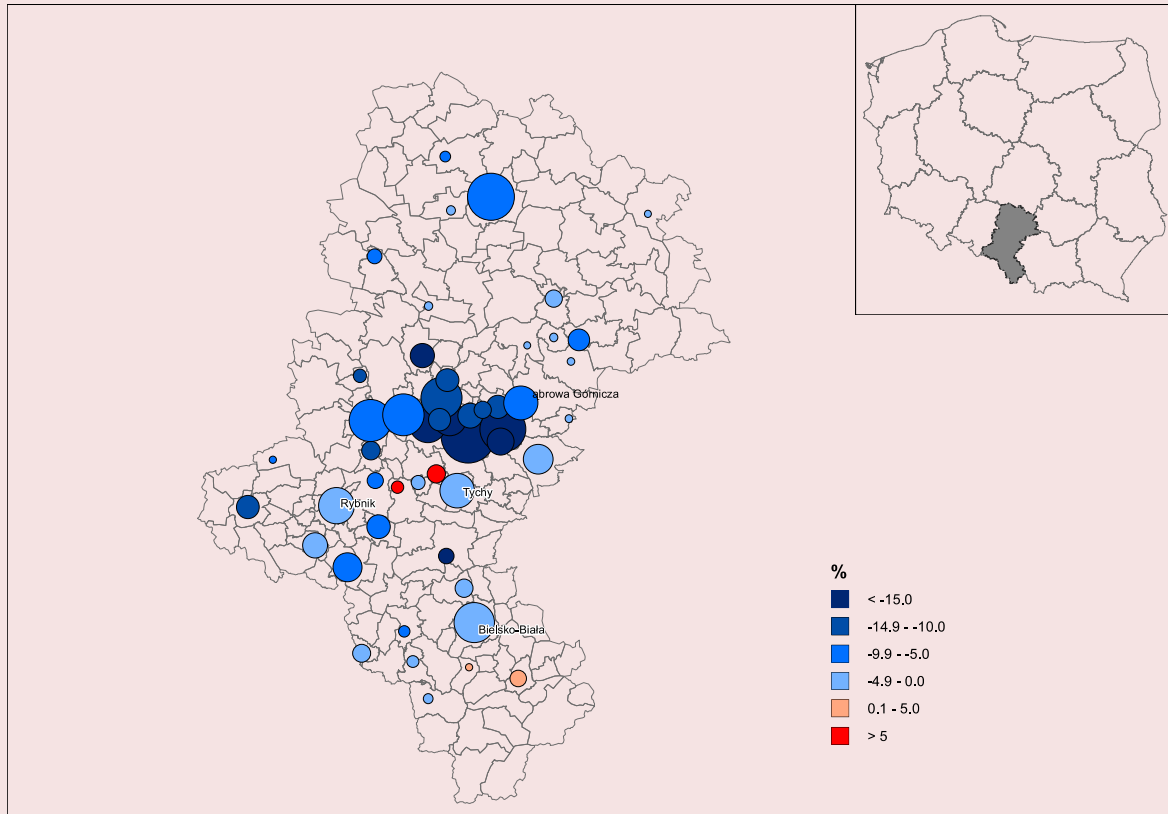 abrowa Górnicza
Tychy
Rybnik
Bielsko-Biała
%
< -15.0
-14.9 - -10.0
-9.9 - -5.0
-4.9 - 0.0
0.1 - 5.0
> 5